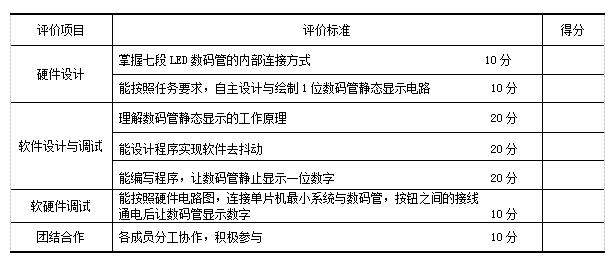 评价项目 评价标准 得分
硬件设计
掌握七段 LED 数码管的内部连接方式 10 分
能按照任务要求，自主设计与绘制 1 位数码管静态显示电路 10 分
软件设计与调试
理解数码管静态显示的工作原理 20 分
能设计程序实现软件去抖动 20 分
能编写程序，让数码管静止显示一位数字 20 分
软硬件调试
能按照硬件电路图，连接单片机最小系统与数码管，按钮之间的接线
通电后让数码管显示数字 10 分
团结合作 各成员分工协作，积极参与 10 分